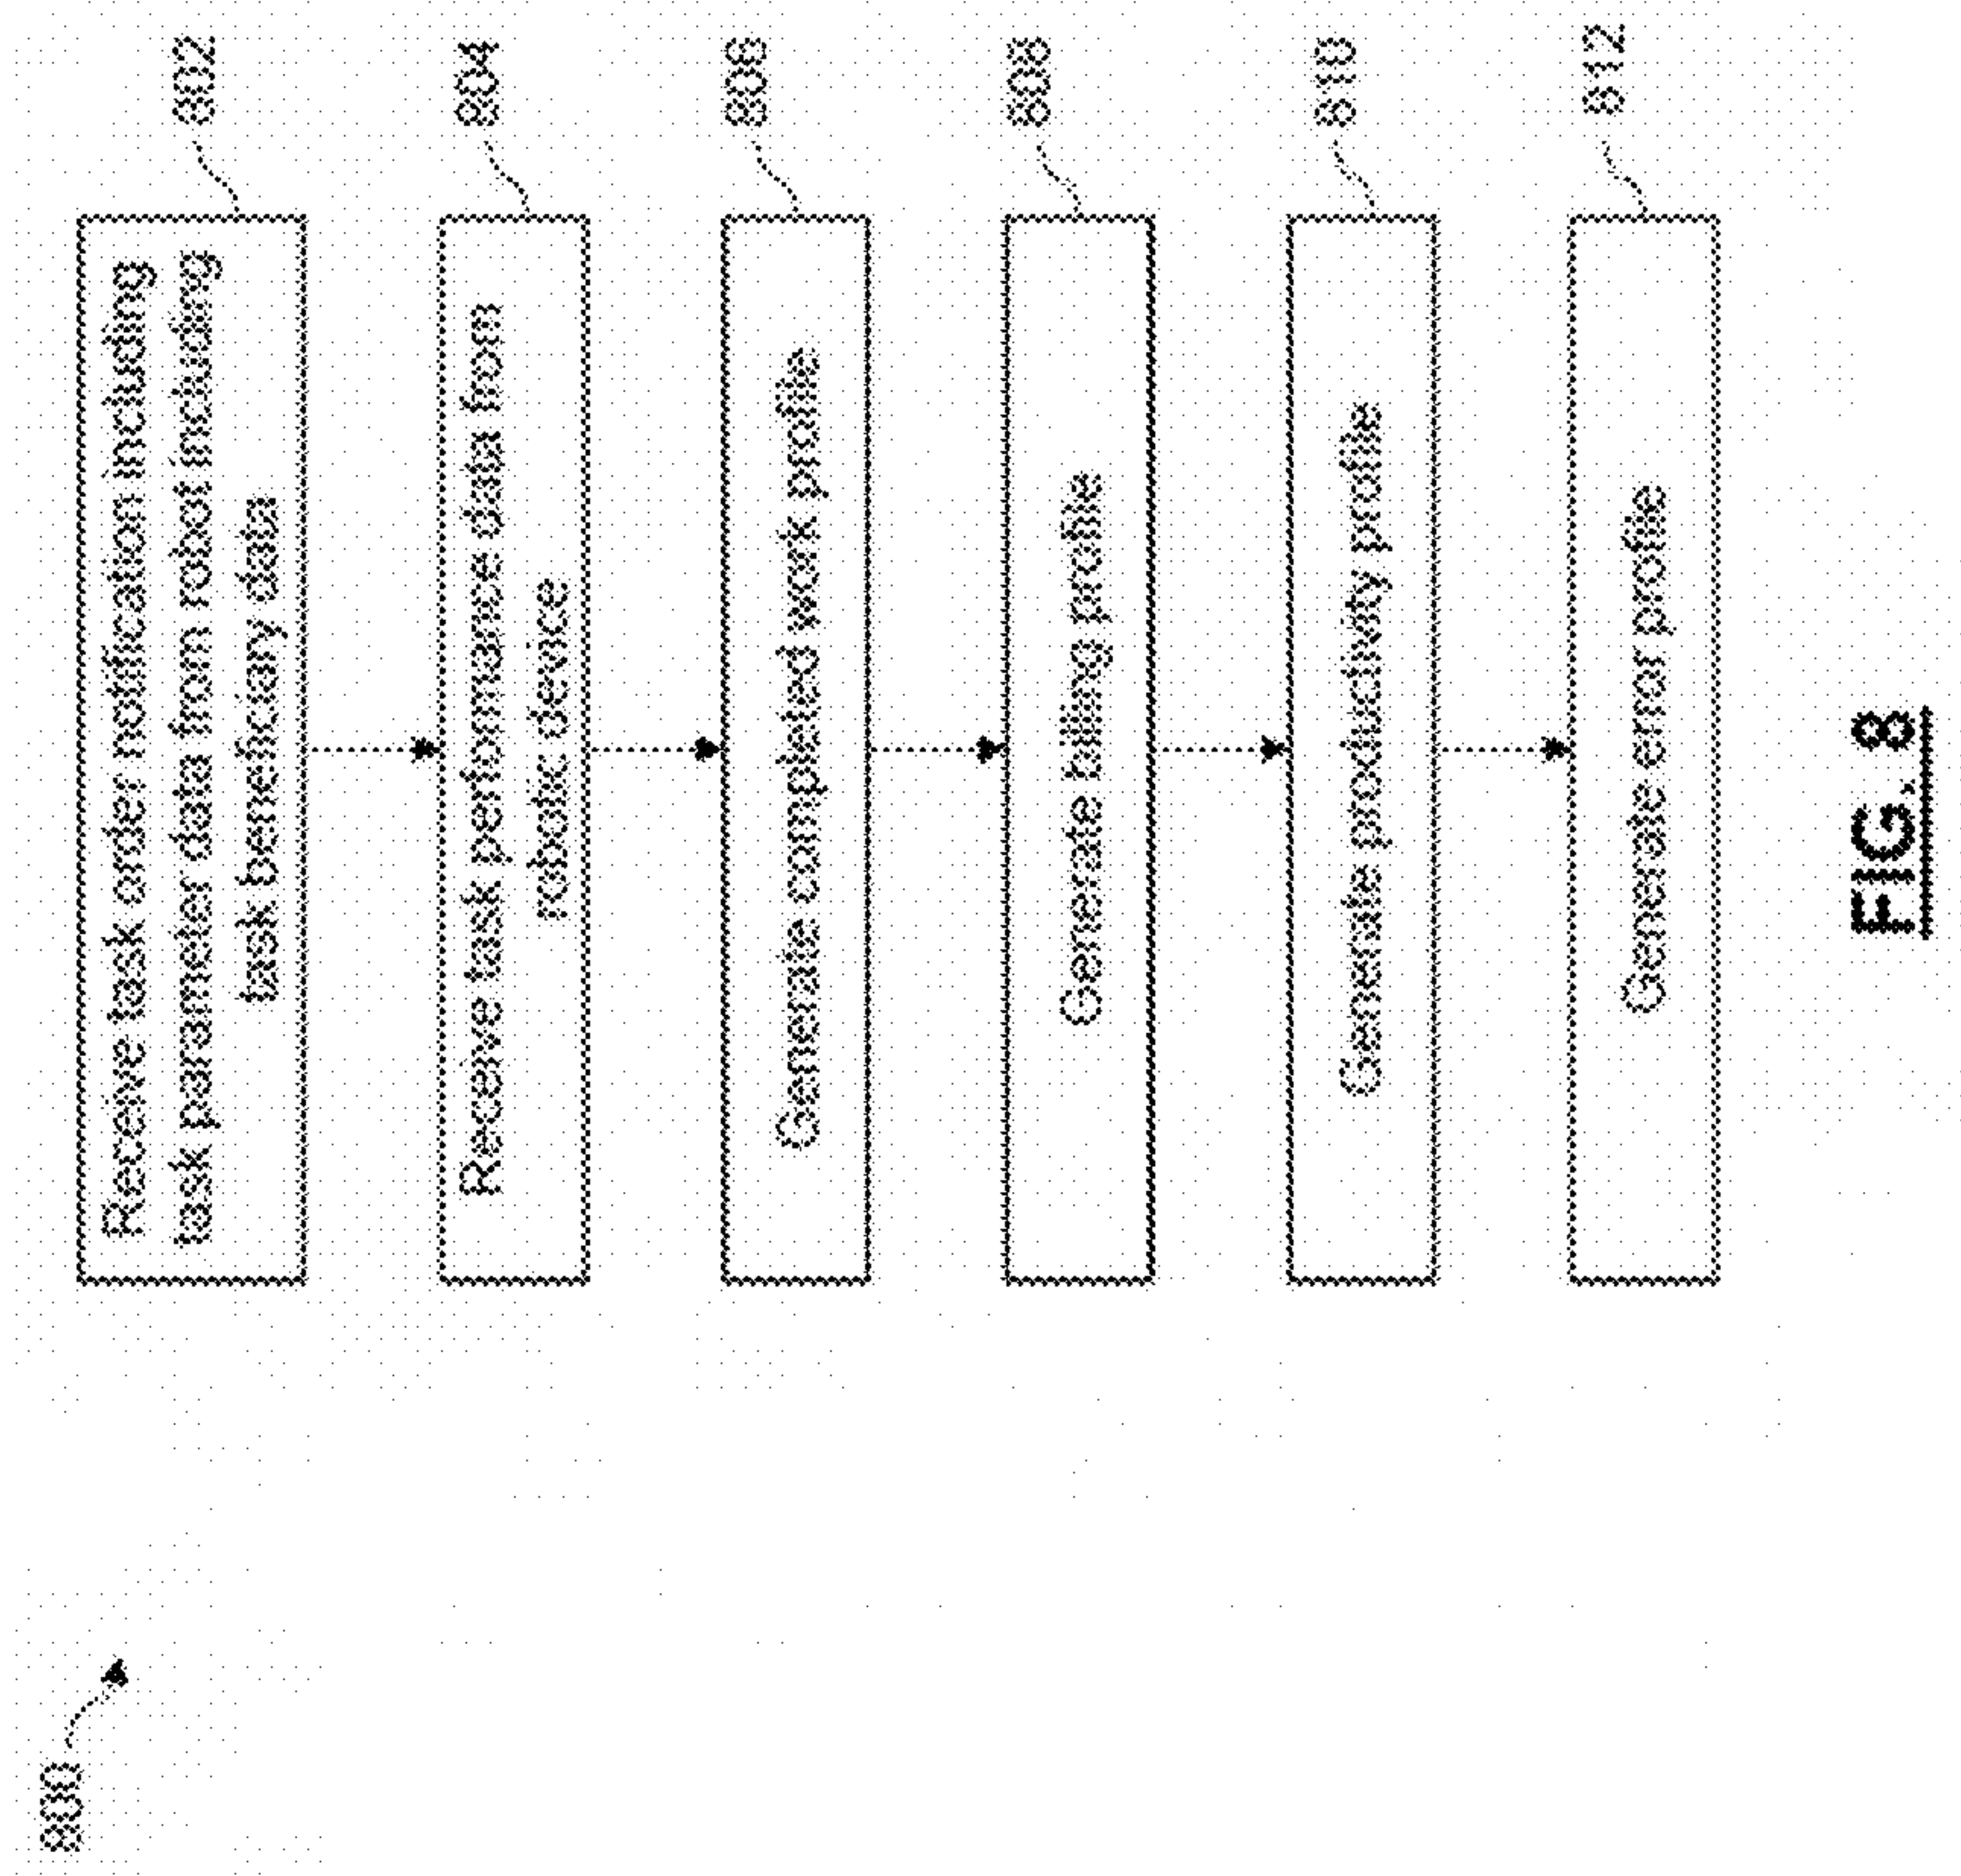 800
Receive task order notification including
task parameter data from robot including
task beneficiary data
802
Receive task performance data from
robotic device
804
Generate completed work profile
806
Generate billing profile
808
Generate productivity profile
810
Generate error profile
812
FIG. 8